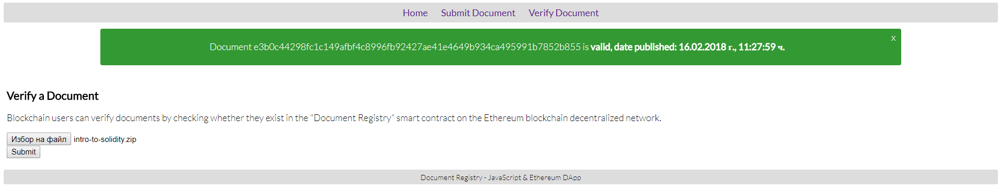 Home Submit Document Verify Document
x
Document e3b0c44298fc1c149afbf4c8996fb92427ae41e4649b934ca495991b7852b855 is valid, date published: 16.02.2018 г., 11:27:59 ч.
Verify a Document
Blockchain users can verify documents by checking whether they exist in the "Document Registry" smart contract on the Ethereum blockchain decentralized network.
Избор на файл intro-to-solidity.zip
Submit
Document Registry - JavaScript & Ethereum DApp